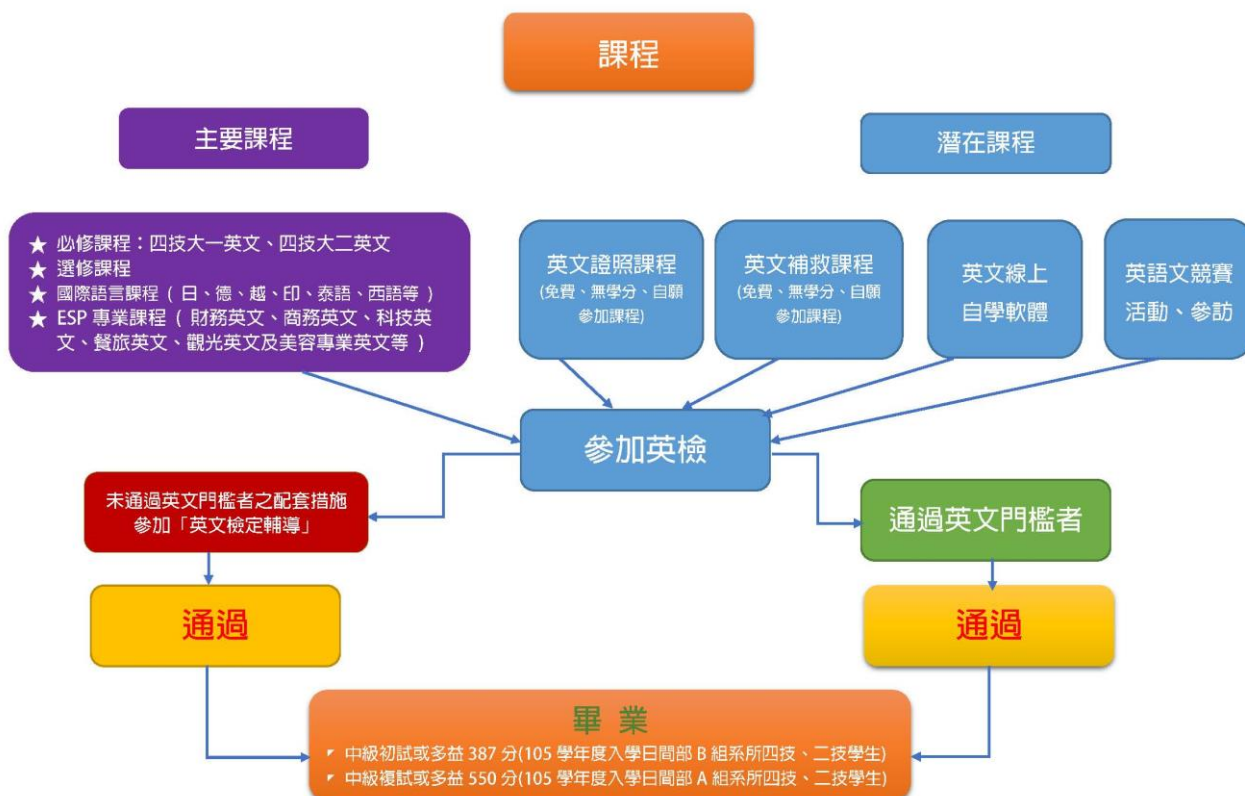 課程
主要課程
潛在課程
★ 必修課程：四技大一英文、四技大二英文
★ 選修課程
★ 國際語言課程（日、德、越、印、泰語、西語等）
★ ESP 專業課程（財務英文、商務英文、科技英
文、餐旅英文、觀光英文及美容專業英文等）
英文證照課程
(免費、無學分、自願
參加課程)
英文補救課程
(免費、無學分、自願
參加課程)
英文線上
自學軟體
英語文競賽
活動、參訪
參加英檢
未通過英文門檻者之配套措施
參加「英文檢定輔導」
通過英文門檻者
通過
通過
畢 業
中級初試或多益 387 分(105 學年度入學日間部 B 組系所四技、二技學生)
中級複試或多益 550 分(105 學年度入學日間部 A 組系所四技、二技學生)